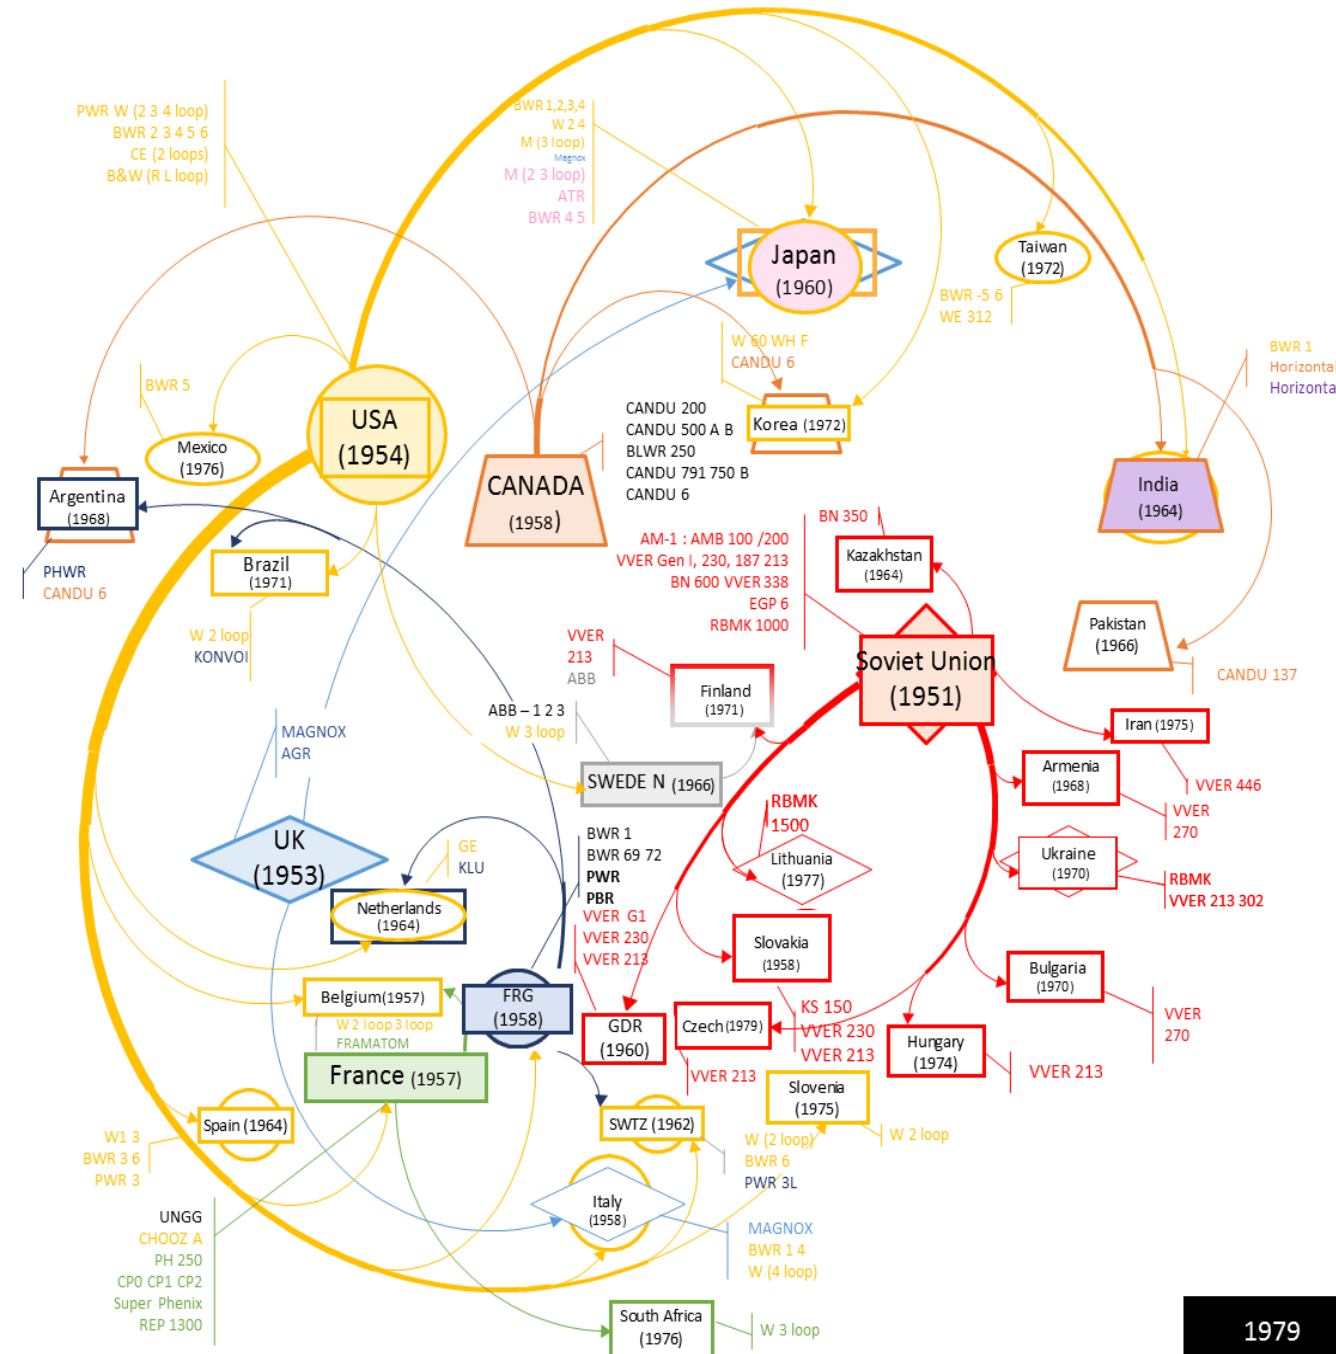 PWR W (2 3 4 loop)
BWR 2 3 4 5 6
CE (2 loops)
B&W (R L loop)
BWR 1,2,3,4
W 2 4
M (3 loop)
Magnox
M (2 3 loop)
ATR
BWR 4 5
Japan
(1960)
Taiwan
(1972)
BWR -5 6
WE 312
W 60 WH F
CANDU 6
Korea (1972)
BWR 1
Horizontal
Horizonta
BWR 5
Mexico
(1976)
USA
(1954)
CANDU 200
CANDU 500 A B
BLWR 250
CANDU 791 750 B
CANDU 6
CANADA
(1958)
India
(1964)
Argentina
(1968)
PHWR
CANDU 6
Brazil
(1971)
W 2 loop
KONVOI
BN 350
Kazakhstan
(1964)
AM-1 : AMB 100 /200
VVER Gen I, 230, 187 213
BN 600 VVER 338
EGP 6
RBMK 1000
Pakistan
(1966)
CANDU 137
VVER
213
ABB
Finland
(1971)
Soviet Union
(1951)
ABB – 1 2 3
W 3 loop
SWEDE N (1966)
Iran (1975)
VVER 446
Armenia
(1968)
VVER
270
MAGNOX
AGR
UK
(1953)
RBMK
1500
Lithuania
(1977)
Ukraine
(1970)
RBMK
VVER 213 302
GE
KLU
Netherlands
(1964)
BWR 1
BWR 69 72
PWR
PBR
VVER G1
VVER 230
VVER 213
Slovakia
(1958)
KS 150
VVER 230
VVER 213
Bulgaria
(1970)
VVER
270
Belgium(1957)
W 2 loop 3 loop
FRAMATOM
FRG
(1958)
GDR
(1960)
Czech (1979)
VVER 213
Hungary
(1974)
VVER 213
France (1957)
Slovenia
(1975)
W 2 loop
Spain (1964)
W1 3
BWR 3 6
PWR 3
SWTZ (1962)
W (2 loop)
BWR 6
PWR 3L
Italy
(1958)
MAGNOX
BWR 1 4
W (4 loop)
UNGG
CHOOZ A
PH 250
CP0 CP1 CP2
Super Phenix
REP 1300
South Africa
(1976)
W 3 loop
1979